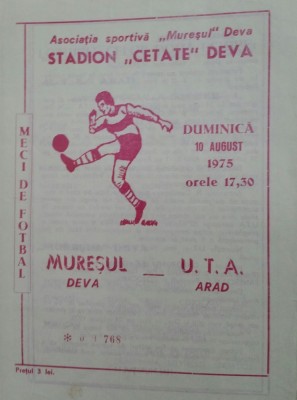 Asociația sportivă „Mureșul" Deva
STADION „CETATE" DEVA
MECI DE FOTBAL
DUMINICĂ
10 AUGUST
1975
orele 17,30
MUREȘUL — U.T.A.
DEVA ARAD
768
Prețul 3 lei.